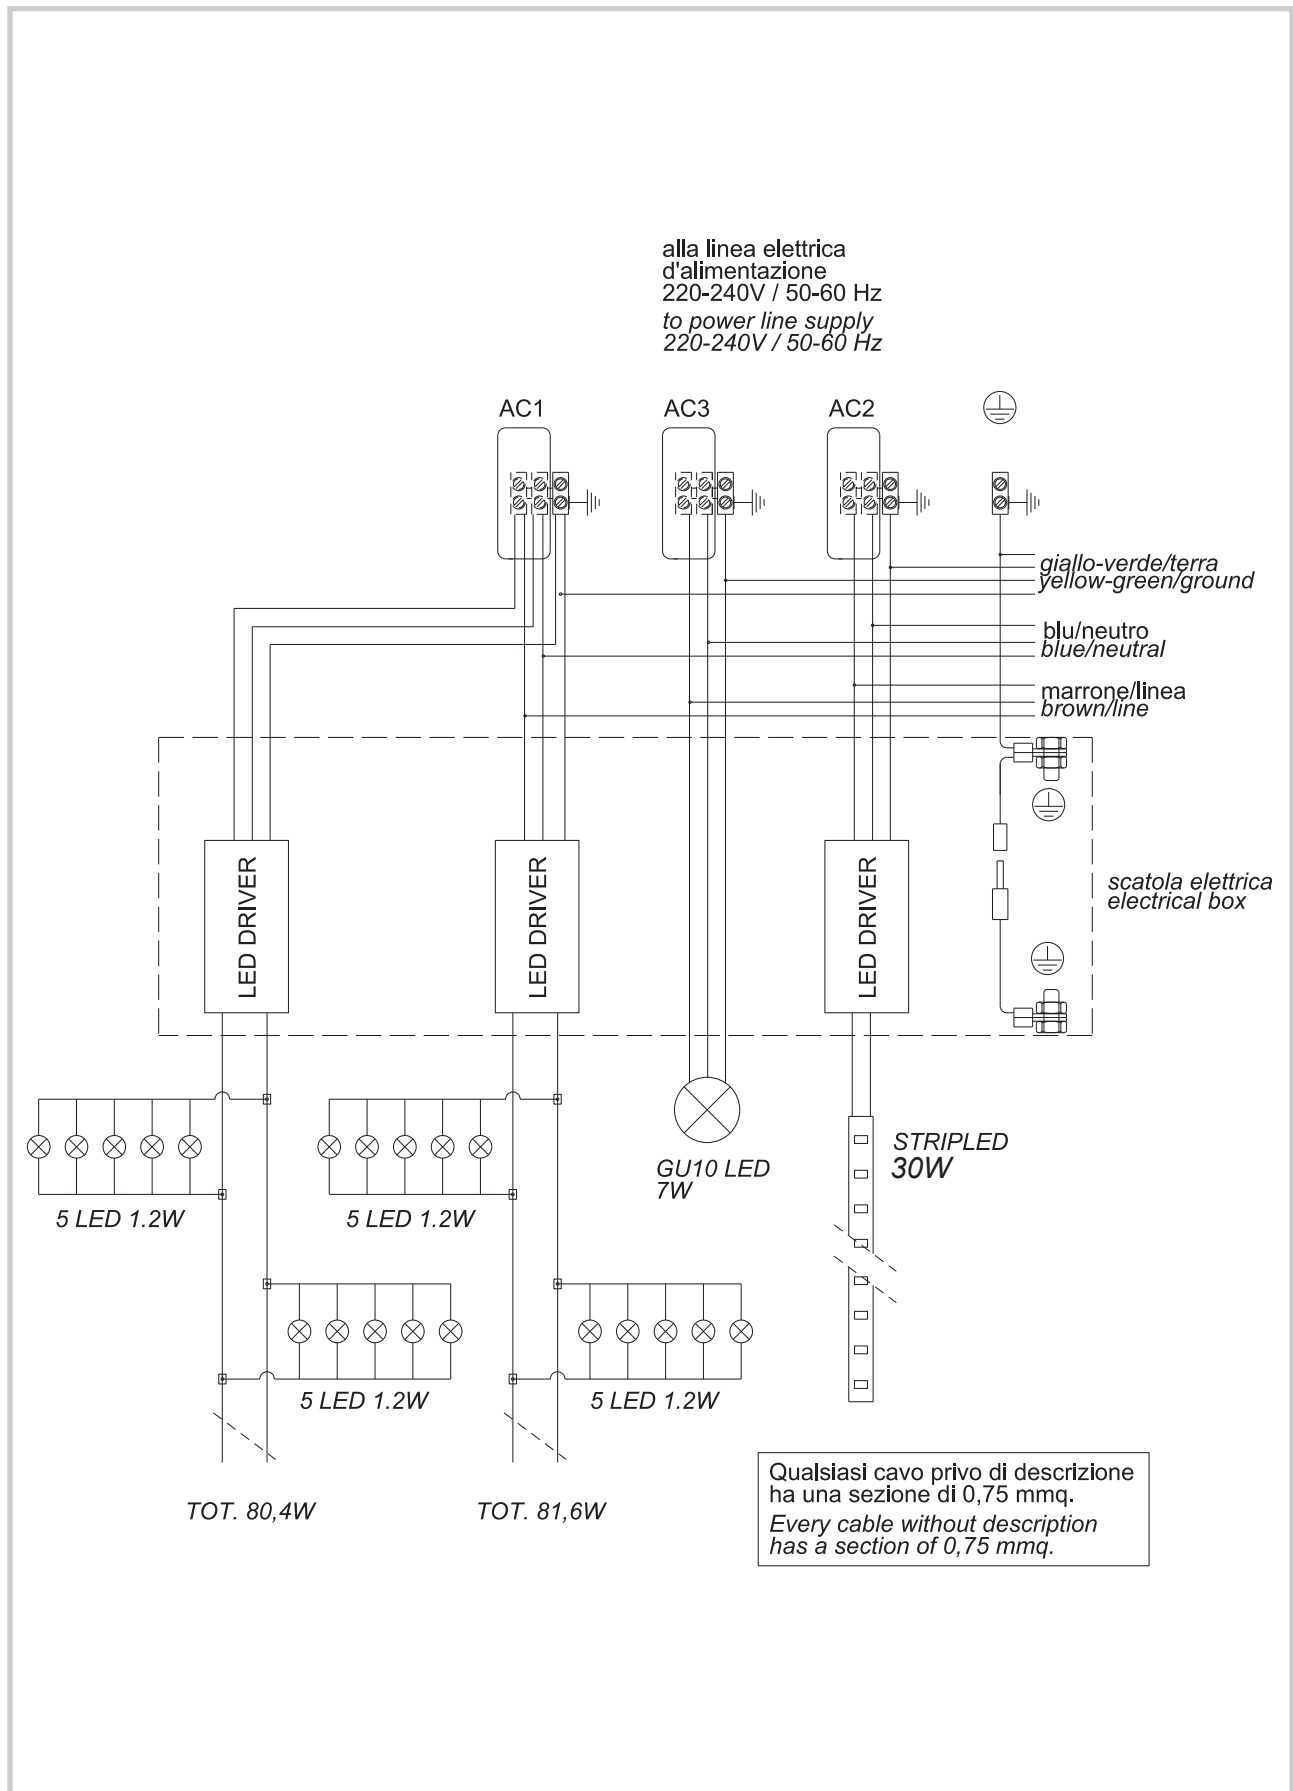 alla linea elettrica
d'alimentazione
220-240V / 50-60 Hz
to power line supply
220-240V / 50-60 Hz
AC1
AC3
AC2
giallo-verde/terra
yellow-green/ground
blu/neutro
blue/neutral
marrone/linea
brown/line
LED DRIVER
LED DRIVER
LED DRIVER
scatola elettrica
electrical box
STRIPLED
30W
GU10 LED
7W
5 LED 1.2W
5 LED 1.2W
5 LED 1.2W
5 LED 1.2W
TOT. 80,4W
TOT. 81,6W
Qualsiasi cavo privo di descrizione
ha una sezione di 0,75 mmq.
Every cable without description
has a section of 0,75 mmq.